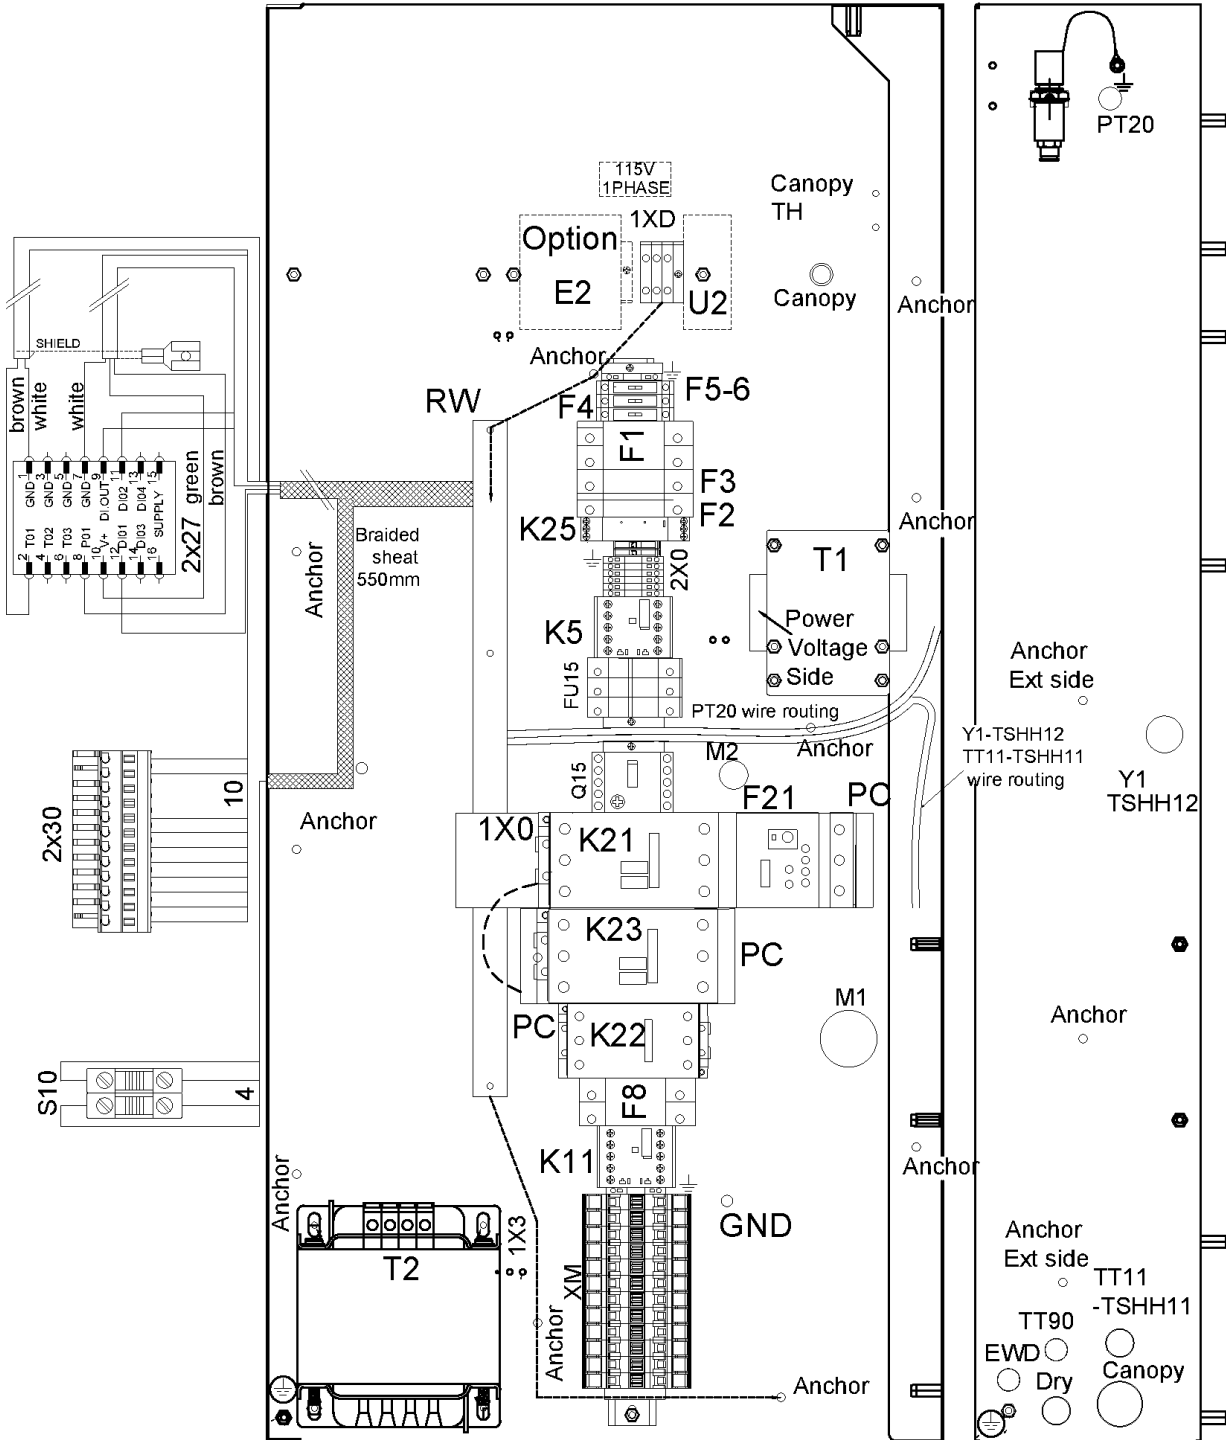 PT20
115V
1PHASE
Canopy
TH
1XD
Option
E2
U2
Canopy
Anchor
SHIELD
Anchor
brown
white
white
RW
F4
F5-6
F1
GND 1
GND 3
GND 5
GND 7
DI.OUT 9
DI02 11
DI04 13
SUPPLY 15
2 T01
4 T02
6 T03
8 P01
10 V+
12 DI01
14 DI03
16
green
brown
2x27
F3
F2
K25
Anchor
Braided
sheat
550mm
Anchor
2X0
T1
K5
Power
Voltage
Side
Anchor
Ext side
FU15
PT20 wire routing
Anchor
M2
Y1-TSHH12
TT11-TSHH11
wire routing
Q15
Y1
TSHH12
2x30
10
F21
PC
Anchor
1X0
K21
K23
PC
M1
Anchor
PC
K22
S10
4
F8
K11
Anchor
Anchor
GND
Anchor
Ext side
1X3
T2
XM
TT11
-TSHH11
TT90
Anchor
EWD
Dry
Canopy
Anchor